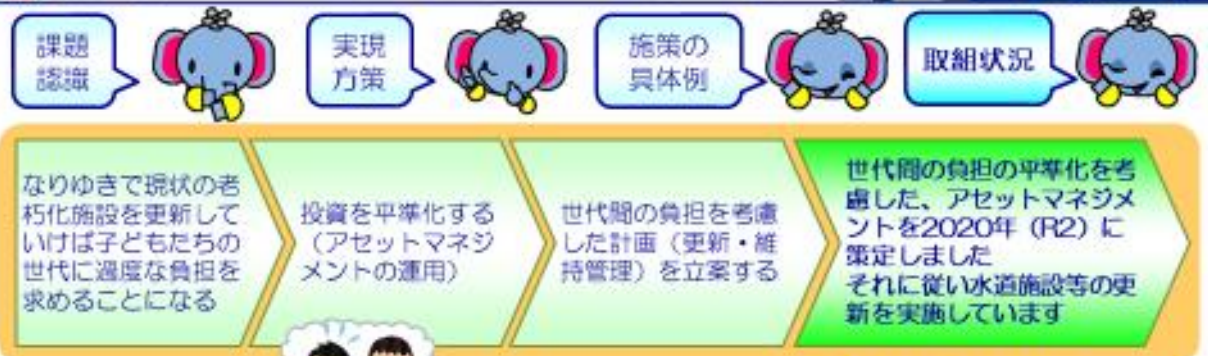 課題
認識
実現
方策
施策の
具体例
取組状況
なりゆきで現状の老
朽化施設を更新して
いけば子どもたちの
世代に過度な負担を
求めることになる
投資を平準化する
（アセットマネジ
メントの運用）
世代間の負担を考慮
した計画（更新・維
持管理）を立案する
世代間の負担の平準化を考
慮した、アセットマネジメ
ントを2020年（R2）に
策定しました
それに従い水道施設等の更
新を実施しています